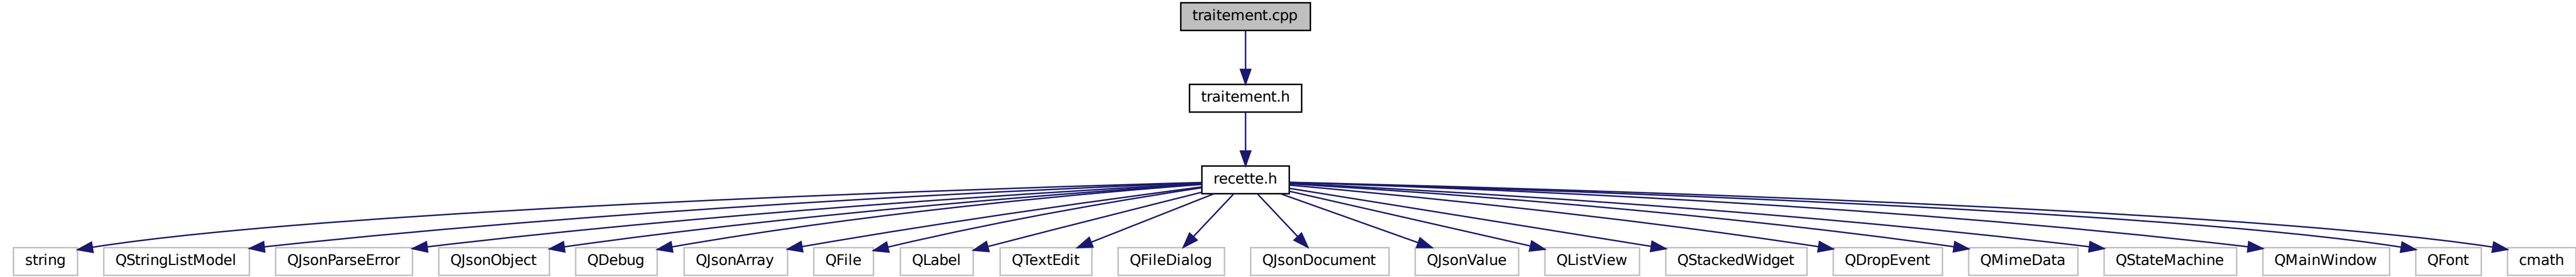 traitement.cpp
traitement.h
recette.h
string
QStringListModel
QJsonParseError
QJsonObject
QDebug
QJsonArray
QFile
QLabel
QTextEdit
QFileDialog
QJsonDocument
QJsonValue
QListView
QStackedWidget
QDropEvent
QMimeData
QStateMachine
QMainWindow
QFont
cmath